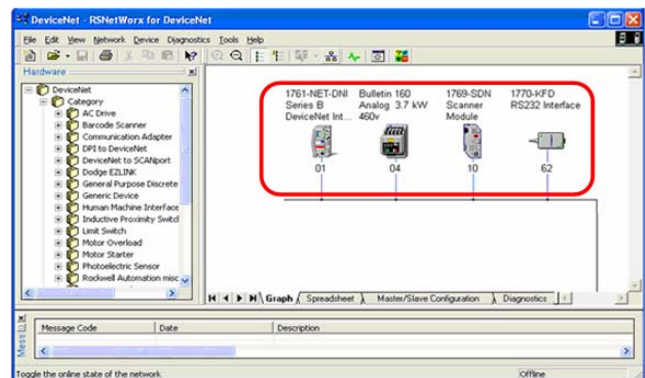 DeviceNet - RSNetWorx for DeviceNet
File Edit View Network Device Diagnostics Tools Help
Hardware
DeviceNet
Category
AC Drive
Barcode Scanner
Communication Adapter
DPI to DeviceNet
DeviceNet to SCANport
Dodge EZLINK
General Purpose Discrete
Generic Device
Human Machine Interface
Inductive Proximity Switch
Limit Switch
Motor Overload
Motor Starter
Photoelectric Sensor
Rockwell Automation misc
1761-NET-DNI Bulletin 160 1769-SDN 1770-KFD
Series B Analog 3.7 kW Scanner RS232 Interface
DeviceNet Int... 460v Module
01 04 10 62
Graph Spreadsheet Master/Slave Configuration Diagnostics
Mess
Message Code Date Description
Toggle the online state of the network. Offline